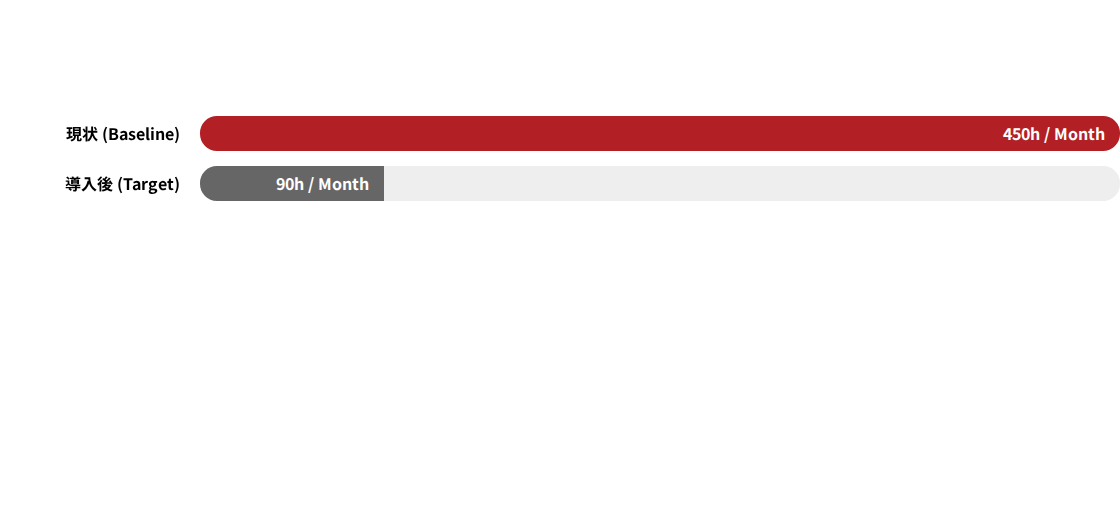 現状 (Baseline)
450h / Month
導入後 (Target)
90h / Month